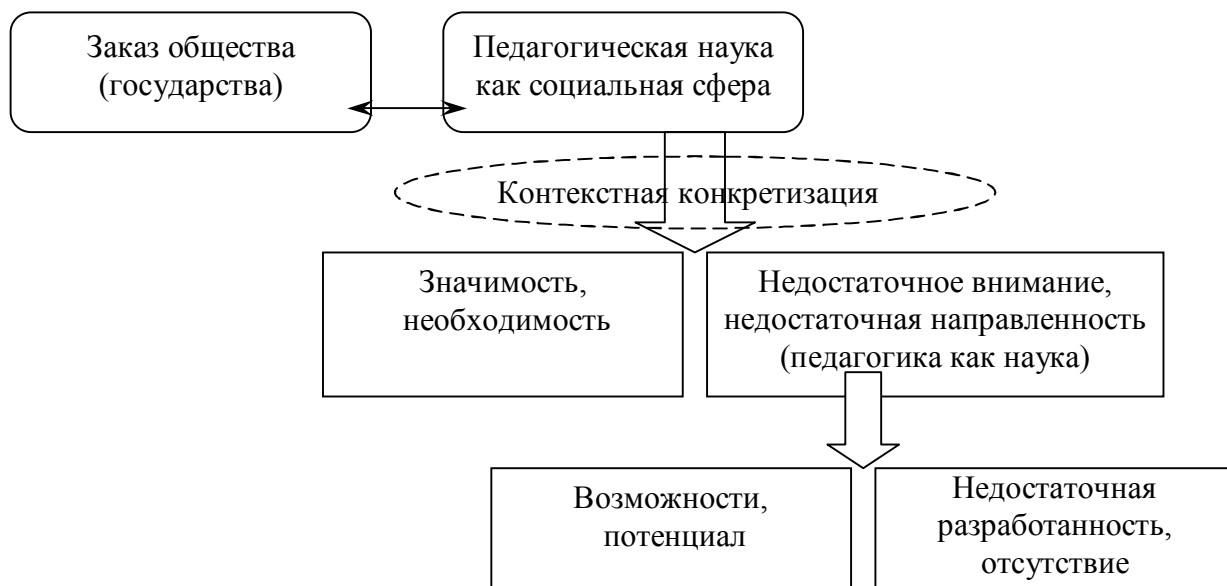 Заказ общества
(государства)
Педагогическая наука
как социальная сфера
Контекстная конкретизация
Значимость,
необходимость
Недостаточное внимание,
недостаточная направленность
(педагогика как наука)
Возможности,
потенциал
Недостаточная
разработанность,
отсутствие